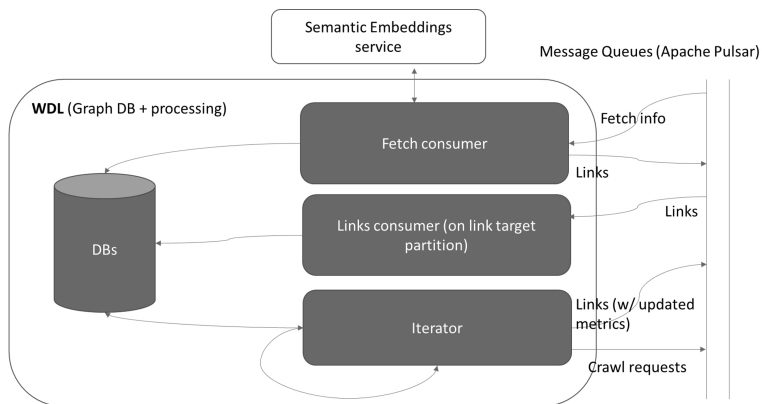 Semantic Embeddings
service
Message Queues (Apache Pulsar)
WDL (Graph DB + processing)
Fetch info
Fetch consumer
Links
Links consumer (on link target
partition)
Links
DBs
Links (w/ updated
metrics)
Iterator
Crawl requests